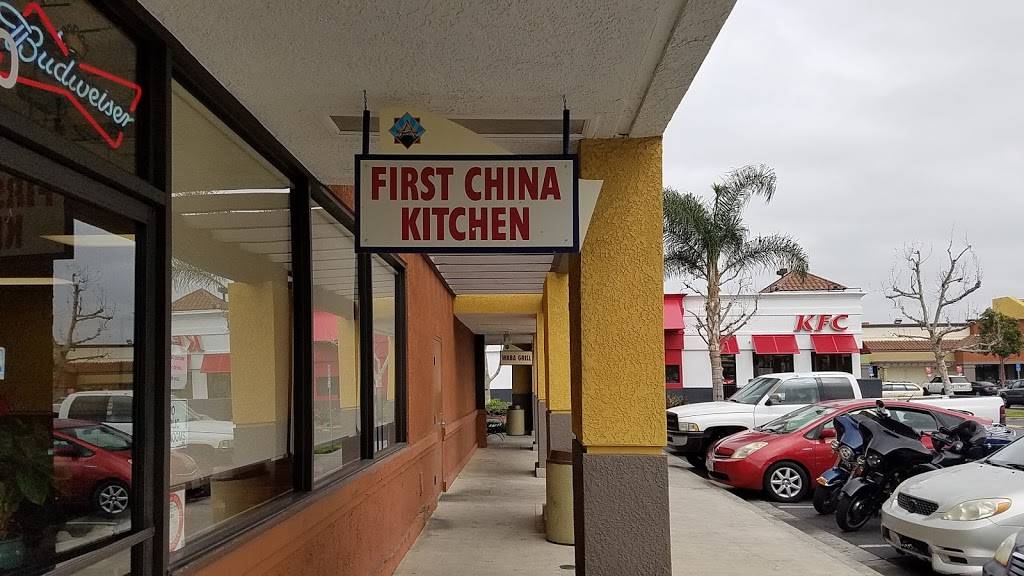 Budweiser
FIRST CHINA
KITCHEN
KFC
GRILL